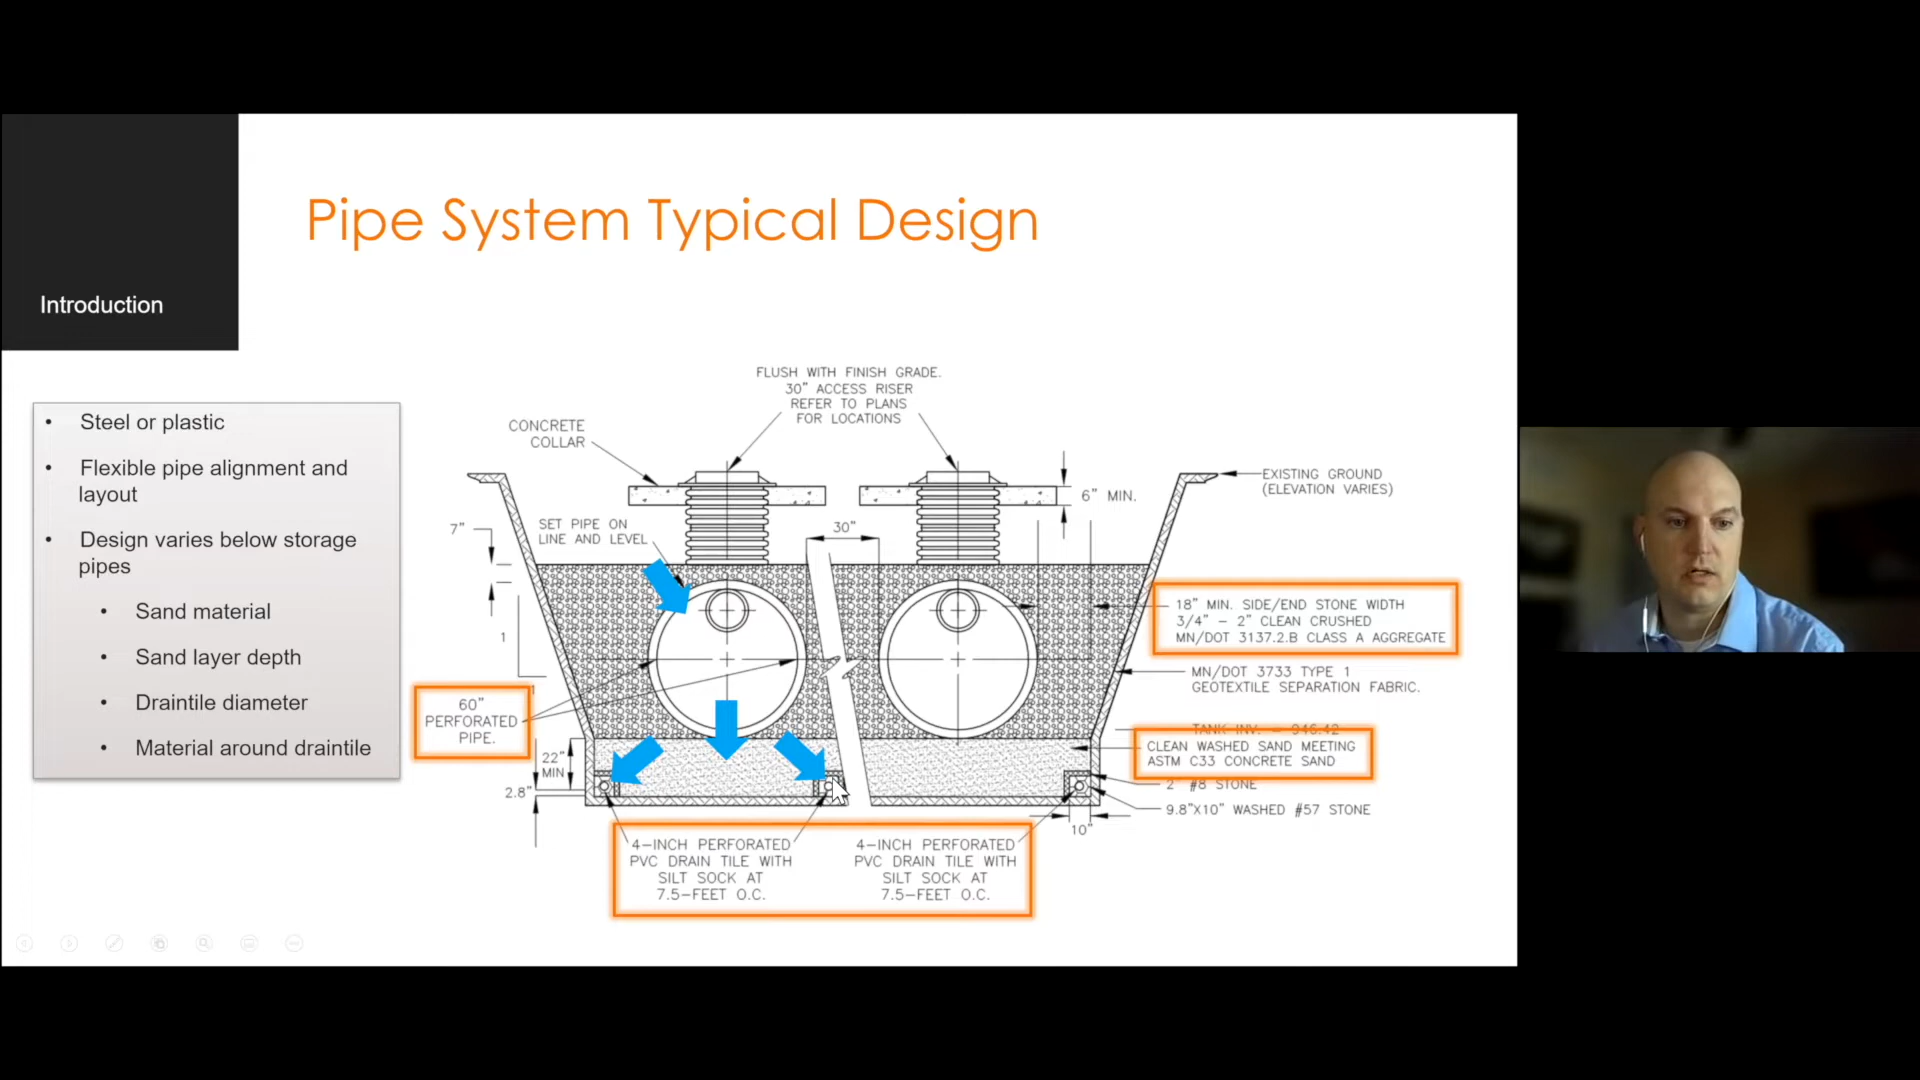 Introduction
Pipe System Typical Design
• Steel or plastic
• Flexible pipe alignment and
layout
• Design varies below storage
pipes
• Sand material
• Sand layer depth
• Draintile diameter
• Material around draintile
FLUSH WITH FINISH GRADE.
30" ACCESS RISER
REFER TO PLANS
FOR LOCATIONS
CONCRETE
COLLAR
EXISTING GROUND
(ELEVATION VARIES)
6" MIN.
SET PIPE ON
LINE AND LEVEL
30"
7"
1
18" MIN. SIDE/END STONE WIDTH
3/4" - 2" CLEAN CRUSHED
MN/DOT 3137.2.B CLASS A AGGREGATE
MN/DOT 3733 TYPE 1
GEOTEXTILE SEPARATION FABRIC.
60"
PERFORATED
PIPE.
TANK INV. = 946.42
CLEAN WASHED SAND MEETING
ASTM C33 CONCRETE SAND
22"
MIN
2" #8 STONE
2.8"
9.8"X10" WASHED #57 STONE
10"
4-INCH PERFORATED
PVC DRAIN TILE WITH
SILT SOCK AT
7.5-FEET O.C.
4-INCH PERFORATED
PVC DRAIN TILE WITH
SILT SOCK AT
7.5-FEET O.C.